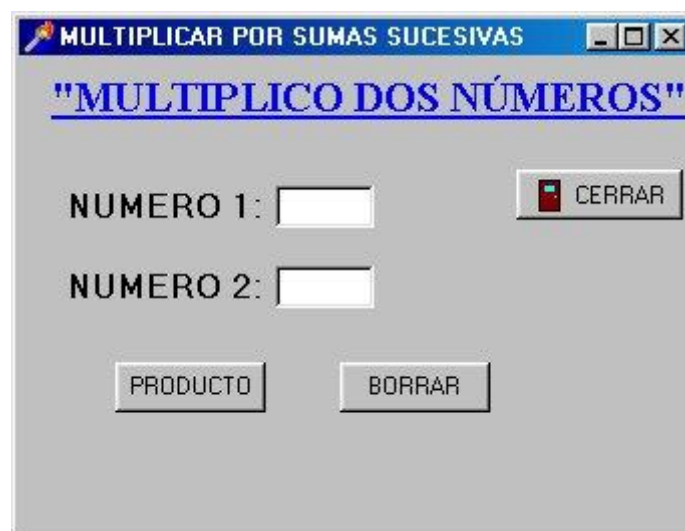 MULTIPLICAR POR SUMAS SUCESIVAS
"MULTIPLICO DOS NÚMEROS"
NUMERO 1:
CERRAR
NUMERO 2:
PRODUCTO
BORRAR